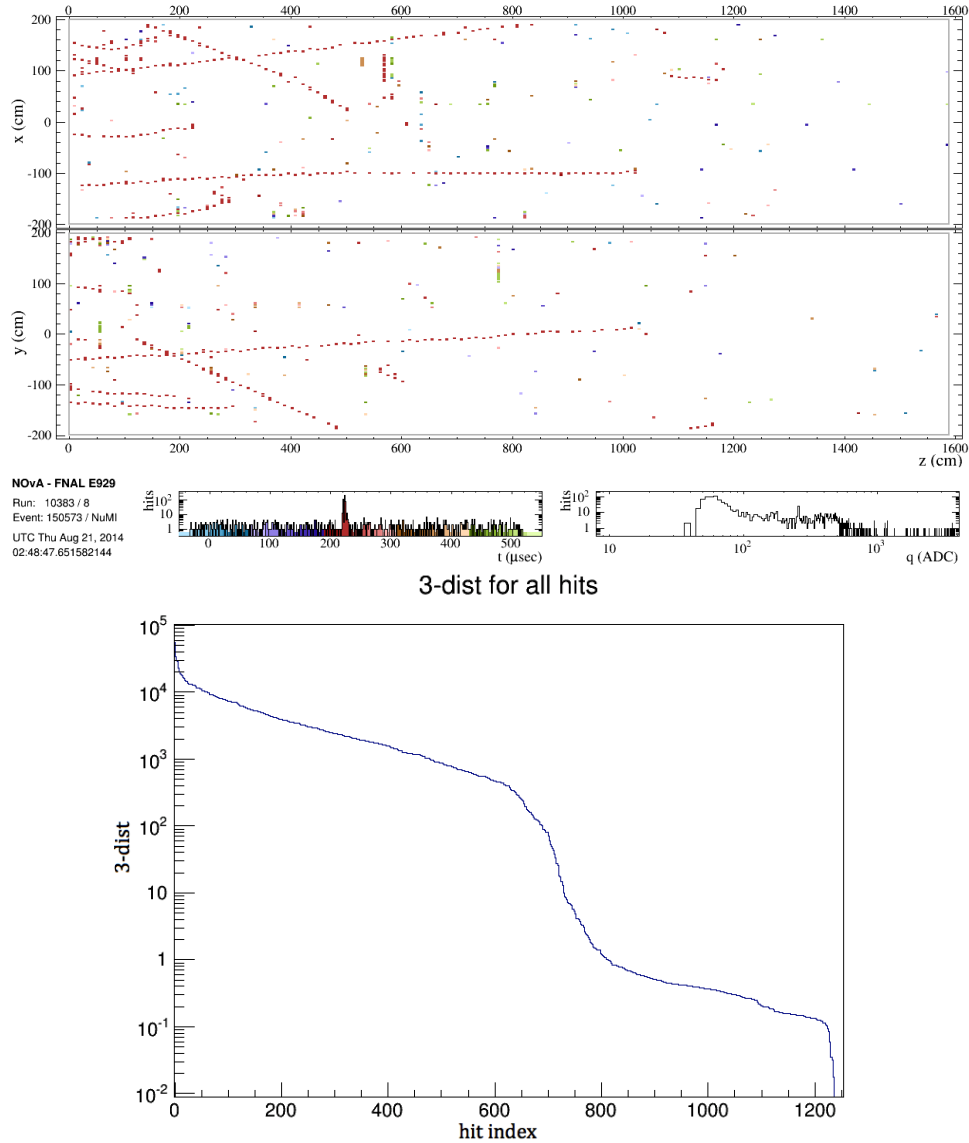 0 200 400 600 800 1000 1200 1400 1600
200
100
0
-100
-200
x (cm)
200
100
0
-100
-200
y (cm)
0 200 400 600 800 1000 1200 1400 1600
z (cm)
NOvA - FNAL E929
Run: 10383 / 8
Event: 150573 / NuMI
UTC Thu Aug 21, 2014
02:48:47.651582144
hits
10²
10
1
0 100 200 300 400 500
t (μsec)
hits
10²
10
1
10 10² 10³
q (ADC)
3-dist for all hits
10⁵
10⁴
10³
10²
10
1
10⁻¹
10⁻²
3-dist
0 200 400 600 800 1000 1200
hit index